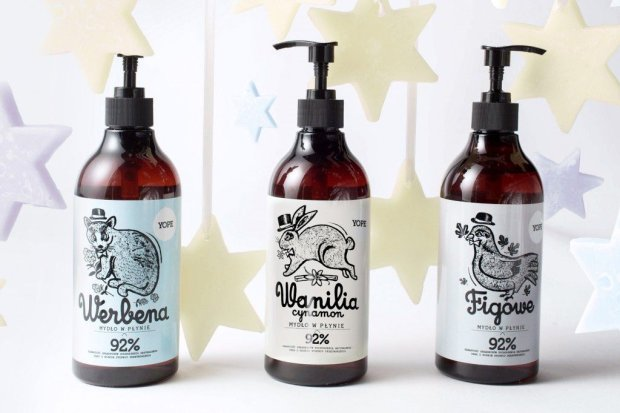 YOPE
Werbena
MYDŁO W PŁYNIE
92%
YOPE
Wanilia
cynamon
MYDŁO W PŁYNIE
92%
YOPE
Figowe
MYDŁO W PŁYNIE
92%